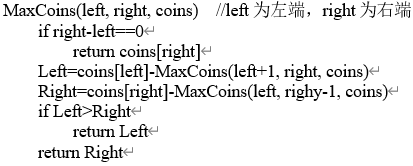 MaxCoins(left, right, coins)    //left 为左端，right 为右端
if right-left==0
return coins[right]
Left=coins[left]-MaxCoins(left+1, right, coins)
Right=coins[right]-MaxCoins(left, righy-1, coins)
if Left>Right
return Left
return Right